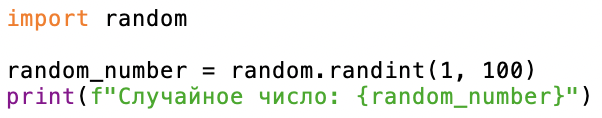 import random
random_number = random.randint(1, 100)
print(f"Случайное число: {random_number}")